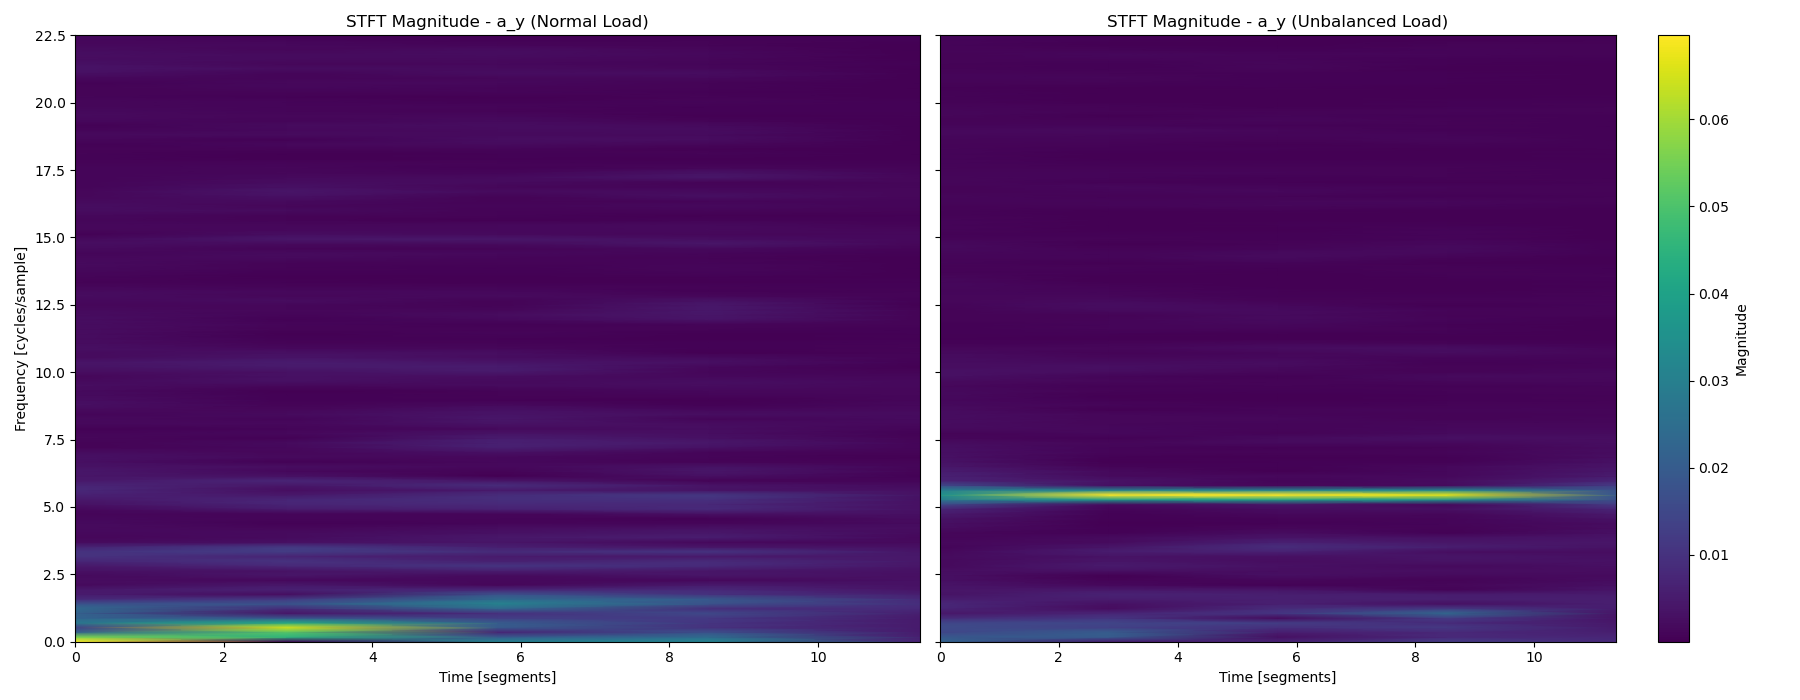 STFT Magnitude - a_y (Normal Load)
STFT Magnitude - a_y (Unbalanced Load)
22.5
20.0
17.5
15.0
12.5
10.0
7.5
5.0
2.5
0.0
Frequency [cycles/sample]
0 2 4 6 8 10
Time [segments]
0 2 4 6 8 10
Time [segments]
0.06
0.05
0.04
0.03
0.02
0.01
Magnitude